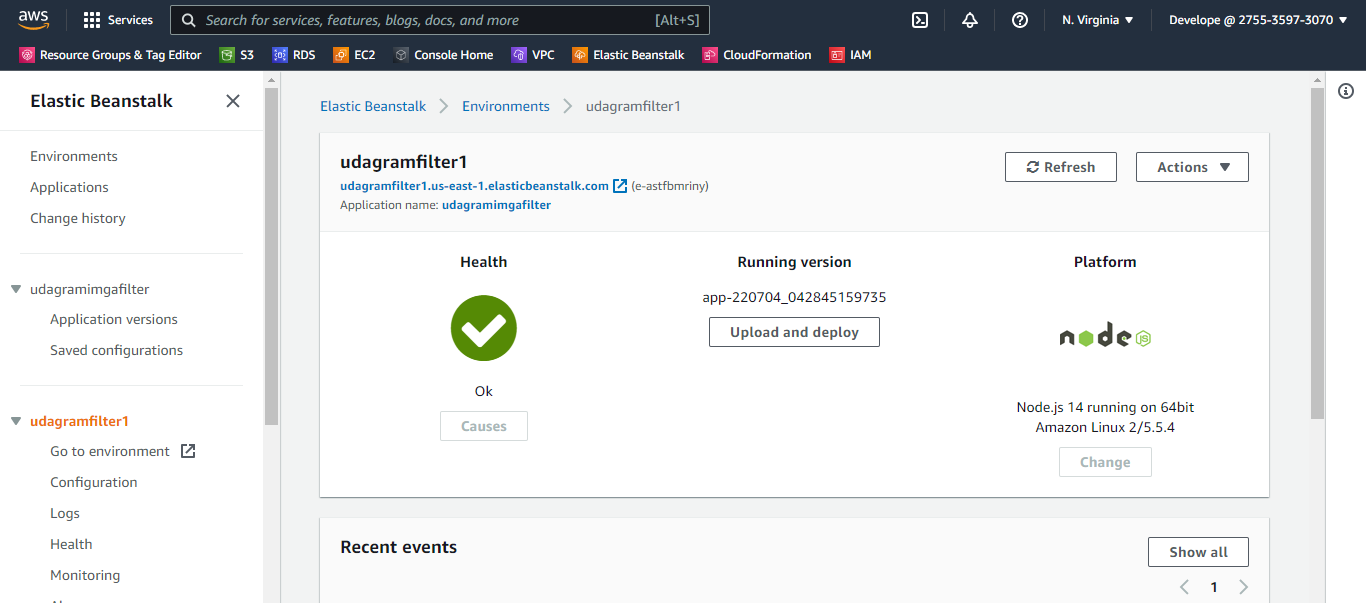 aws
Services
Search for services, features, blogs, docs, and more [Alt+S]
N. Virginia ▼
Develope @ 2755-3597-3070 ▼
Resource Groups & Tag Editor
S3
RDS
EC2
Console Home
VPC
Elastic Beanstalk
CloudFormation
IAM
Elastic Beanstalk
Environments
Applications
Change history
udagramimgafilter
Application versions
Saved configurations
udagramfilter1
Go to environment
Configuration
Logs
Health
Monitoring
Elastic Beanstalk > Environments > udagramfilter1
udagramfilter1
udagramfilter1.us-east-1.elasticbeanstalk.com (e-astfbmriny)
Application name: udagramimgafilter
Refresh
Actions ▼
Health
Ok
Causes
Running version
app-220704_042845159735
Upload and deploy
Platform
node
JS
Node.js 14 running on 64bit
Amazon Linux 2/5.5.4
Change
Recent events
Show all
< 1 >